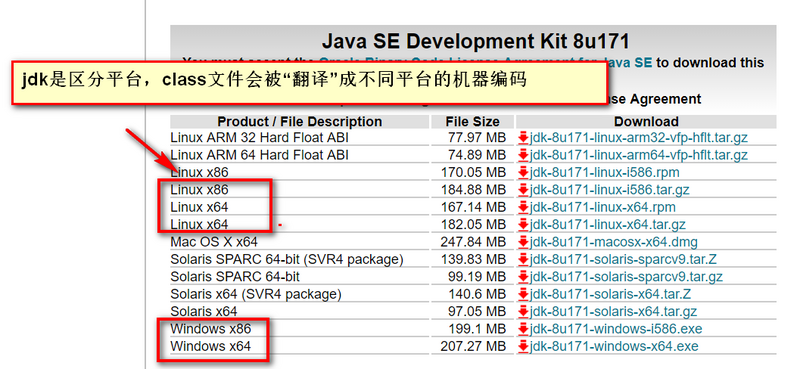 Java SE Development Kit 8u171
You must accept the Oracle Binary Code License Agreement for Java SE to download this
jdk是区分平台，class文件会被“翻译”成不同平台的机器编码
se Agreement
Product / File Description File Size Download
Linux ARM 32 Hard Float ABI 77.97 MB jdk-8u171-linux-arm32-vfp-hflt.tar.gz
Linux ARM 64 Hard Float ABI 74.89 MB jdk-8u171-linux-arm64-vfp-hflt.tar.gz
Linux x86 170.05 MB jdk-8u171-linux-i586.rpm
Linux x86 184.88 MB jdk-8u171-linux-i586.tar.gz
Linux x64 167.14 MB jdk-8u171-linux-x64.rpm
Linux x64 182.05 MB jdk-8u171-linux-x64.tar.gz
Mac OS X x64 247.84 MB jdk-8u171-macosx-x64.dmg
Solaris SPARC 64-bit (SVR4 package) 139.83 MB jdk-8u171-solaris-sparcv9.tar.Z
Solaris SPARC 64-bit 99.19 MB jdk-8u171-solaris-sparcv9.tar.gz
Solaris x64 (SVR4 package) 140.6 MB jdk-8u171-solaris-x64.tar.Z
Solaris x64 97.05 MB jdk-8u171-solaris-x64.tar.gz
Windows x86 199.1 MB jdk-8u171-windows-i586.exe
Windows x64 207.27 MB jdk-8u171-windows-x64.exe